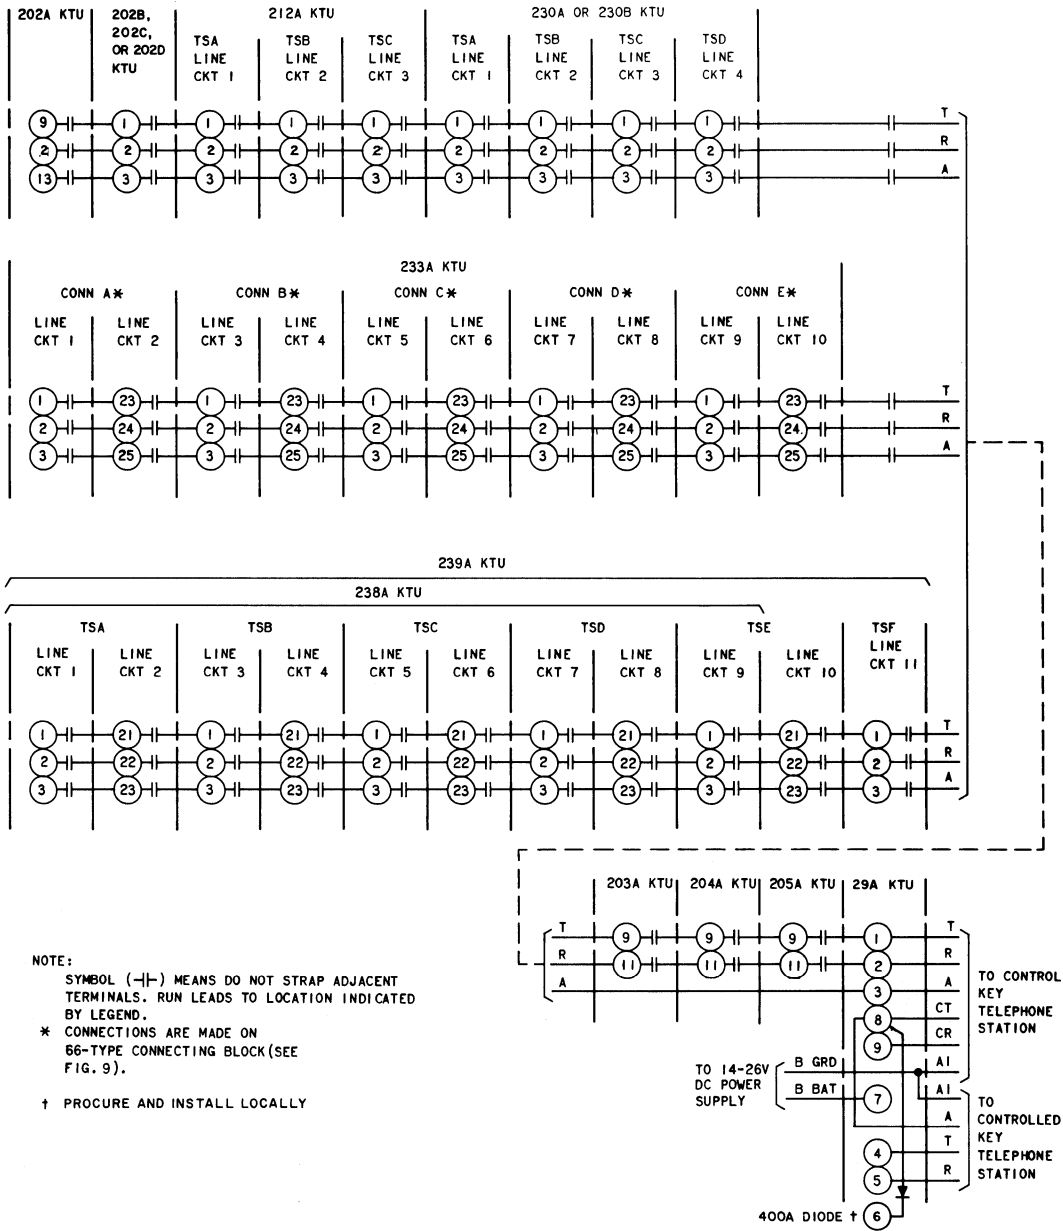 202A KTU
202B,
202C,
OR 202D
KTU
212A KTU
TSA
LINE
CKT 1
TSB
LINE
CKT 2
TSC
LINE
CKT 3
230A OR 230B KTU
TSA
LINE
CKT 1
TSB
LINE
CKT 2
TSC
LINE
CKT 3
TSD
LINE
CKT 4
9 1 1 1 1 1 1 1 1 T
2 2 2 2 2 2 2 2 2 R
13 3 3 3 3 3 3 3 3 A
233A KTU
CONN A* CONN B* CONN C* CONN D* CONN E*
LINE LINE LINE LINE LINE LINE LINE LINE LINE LINE
CKT 1 CKT 2 CKT 3 CKT 4 CKT 5 CKT 6 CKT 7 CKT 8 CKT 9 CKT 10
1 23 1 23 1 23 1 23 1 23 T
2 24 2 24 2 24 2 24 2 24 R
3 25 3 25 3 25 3 25 3 25 A
239A KTU
238A KTU
TSA TSB TSC TSD TSE TSF
LINE LINE LINE LINE LINE LINE LINE LINE LINE LINE LINE
CKT 1 CKT 2 CKT 3 CKT 4 CKT 5 CKT 6 CKT 7 CKT 8 CKT 9 CKT 10 CKT 11
1 21 1 21 1 21 1 21 1 21 1 T
2 22 2 22 2 22 2 22 2 22 2 R
3 23 3 23 3 23 3 23 3 23 3 A
203A KTU 204A KTU 205A KTU 29A KTU
T 9 9 9 1 T
R 11 11 11 2 R
A 3 A
8 CT
9 CR
TO CONTROL
KEY
TELEPHONE
STATION
TO 14-26V
DC POWER
SUPPLY
B GRD A1
B BAT 7 A1
A
4 T
5 R
TO
CONTROLLED
KEY
TELEPHONE
STATION
400A DIODE † 6
NOTE:
SYMBOL (⊣⊢) MEANS DO NOT STRAP ADJACENT
TERMINALS. RUN LEADS TO LOCATION INDICATED
BY LEGEND.
* CONNECTIONS ARE MADE ON
66-TYPE CONNECTING BLOCK (SEE
FIG. 9).
† PROCURE AND INSTALL LOCALLY